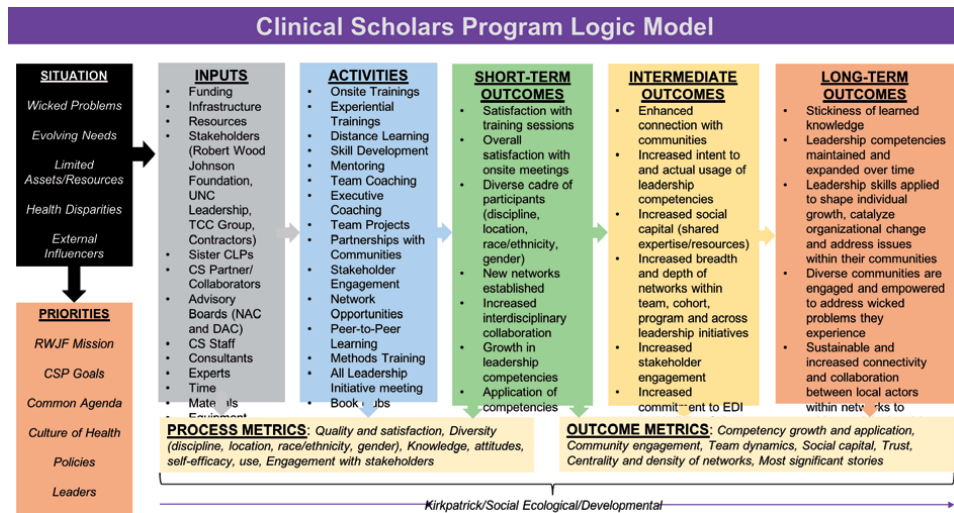 Clinical Scholars Program Logic Model
SITUATION
Wicked Problems
Evolving Needs
Limited
Assets/Resources
Health Disparities
External
Influencers
PRIORITIES
RWJF Mission
CSP Goals
Common Agenda
Culture of Health
Policies
Leaders
INPUTS
• Funding
• Infrastructure
• Resources
• Stakeholders
(Robert Wood
Johnson
Foundation,
UNC
Leadership,
TCC Group,
Contractors)
• Sister CLPs
• CS Partner/
Collaborators
• Advisory
Boards (NAC
and DAC)
• CS Staff
• Consultants
• Experts
• Time
• Materials
• Equipment
ACTIVITIES
• Onsite Trainings
• Experiential
Trainings
• Distance Learning
• Skill Development
• Mentoring
• Team Coaching
• Executive
Coaching
• Team Projects
• Partnerships with
Communities
• Stakeholder
Engagement
• Network
Opportunities
• Peer-to-Peer
Learning
• Methods Training
• All Leadership
Initiative meeting
• Book Clubs
SHORT-TERM
OUTCOMES
• Satisfaction with
training sessions
• Overall
satisfaction with
onsite meetings
• Diverse cadre of
participants
(discipline,
location,
race/ethnicity,
gender)
• New networks
established
• Increased
interdisciplinary
collaboration
• Growth in
leadership
competencies
• Application of
competencies
INTERMEDIATE
OUTCOMES
• Enhanced
connection with
communities
• Increased intent to
and actual usage of
leadership
competencies
• Increased social
capital (shared
expertise/resources)
• Increased breadth
and depth of
networks within
team, cohort,
program and across
leadership initiatives
• Increased
stakeholder
engagement
• Increased
commitment to EDI
LONG-TERM
OUTCOMES
• Stickiness of learned
knowledge
• Leadership competencies
maintained and
expanded over time
• Leadership skills applied
to shape individual
growth, catalyze
organizational change
and address issues
within their communities
• Diverse communities are
engaged and empowered
to address wicked
problems they
experience
• Sustainable and
increased connectivity
and collaboration
between local actors
within networks to
PROCESS METRICS: Quality and satisfaction, Diversity
(discipline, location, race/ethnicity, gender), Knowledge, attitudes,
self-efficacy, use, Engagement with stakeholders
OUTCOME METRICS: Competency growth and application,
Community engagement, Team dynamics, Social capital, Trust,
Centrality and density of networks, Most significant stories
Kirkpatrick/Social Ecological/Developmental